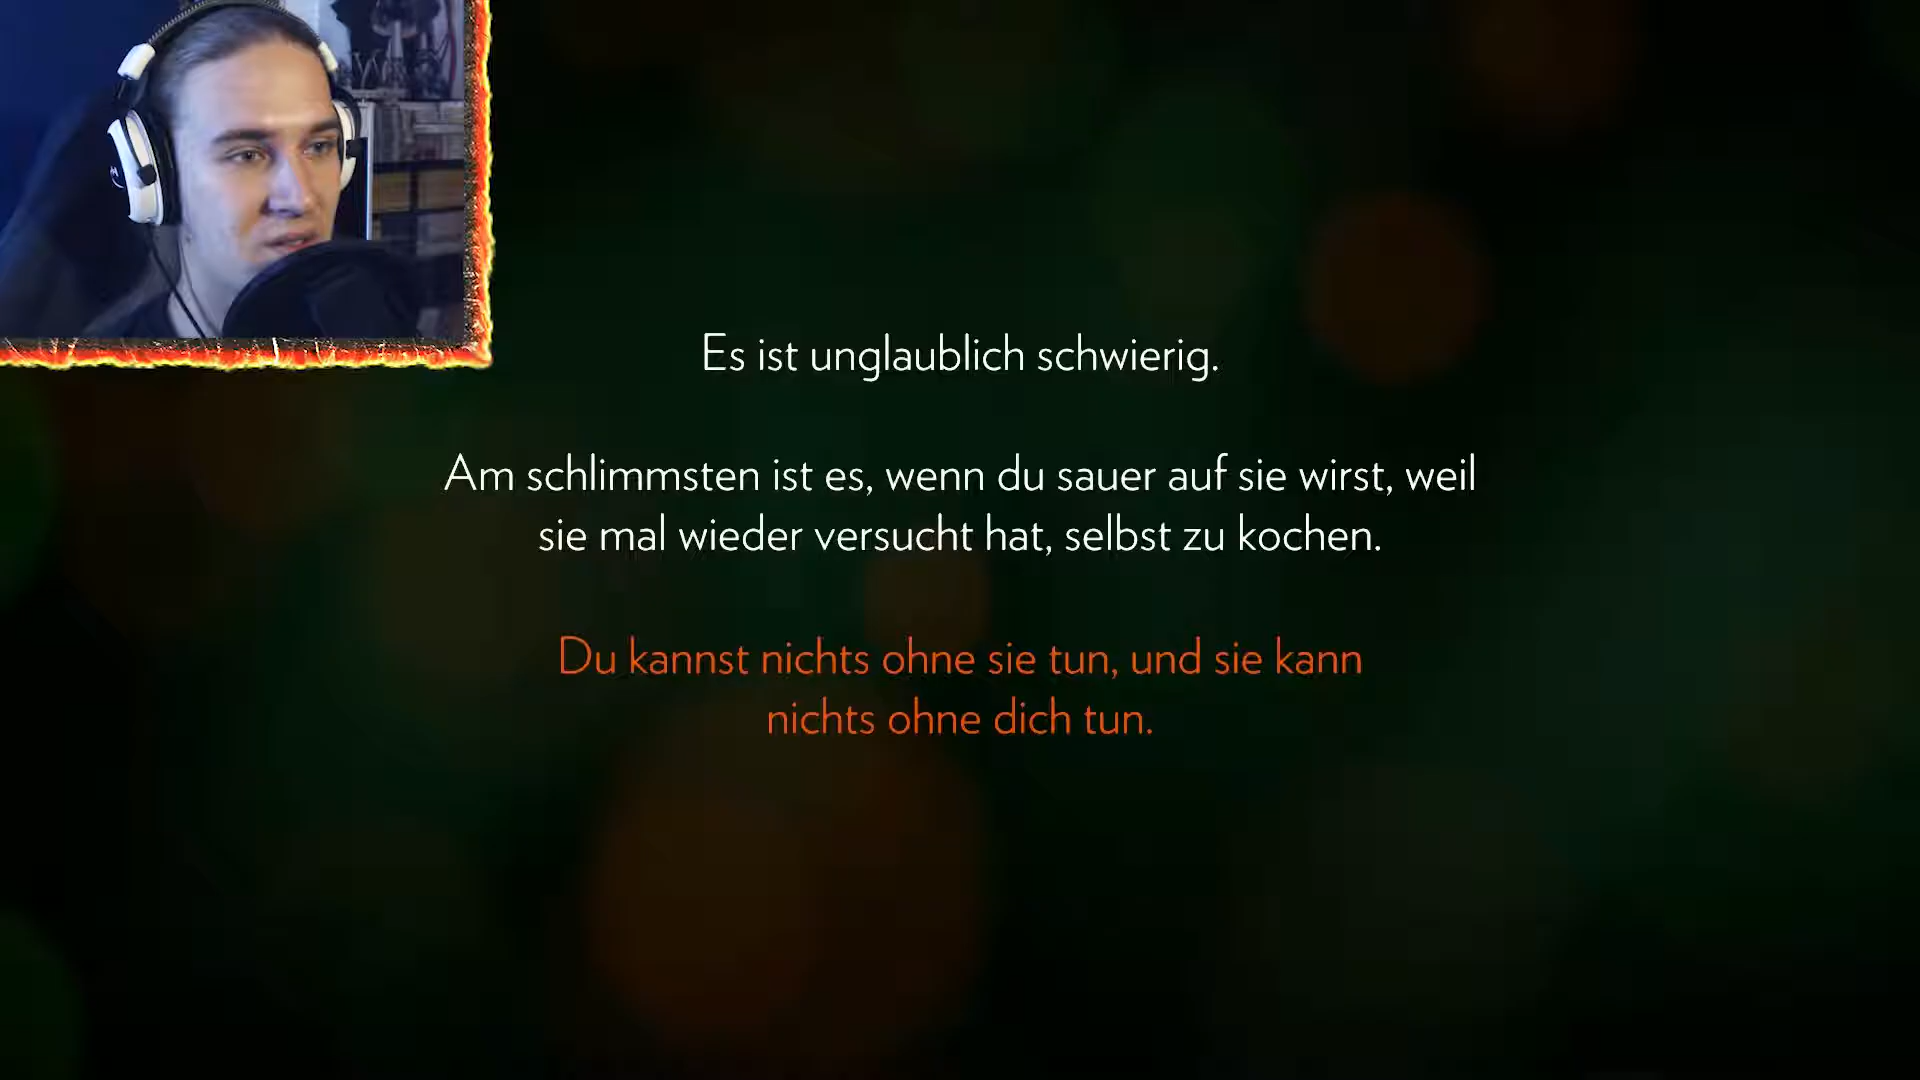 Es ist unglaublich schwierig.
Am schlimmsten ist es, wenn du sauer auf sie wirst, weil
sie mal wieder versucht hat, selbst zu kochen.
Du kannst nichts ohne sie tun, und sie kann
nichts ohne dich tun.